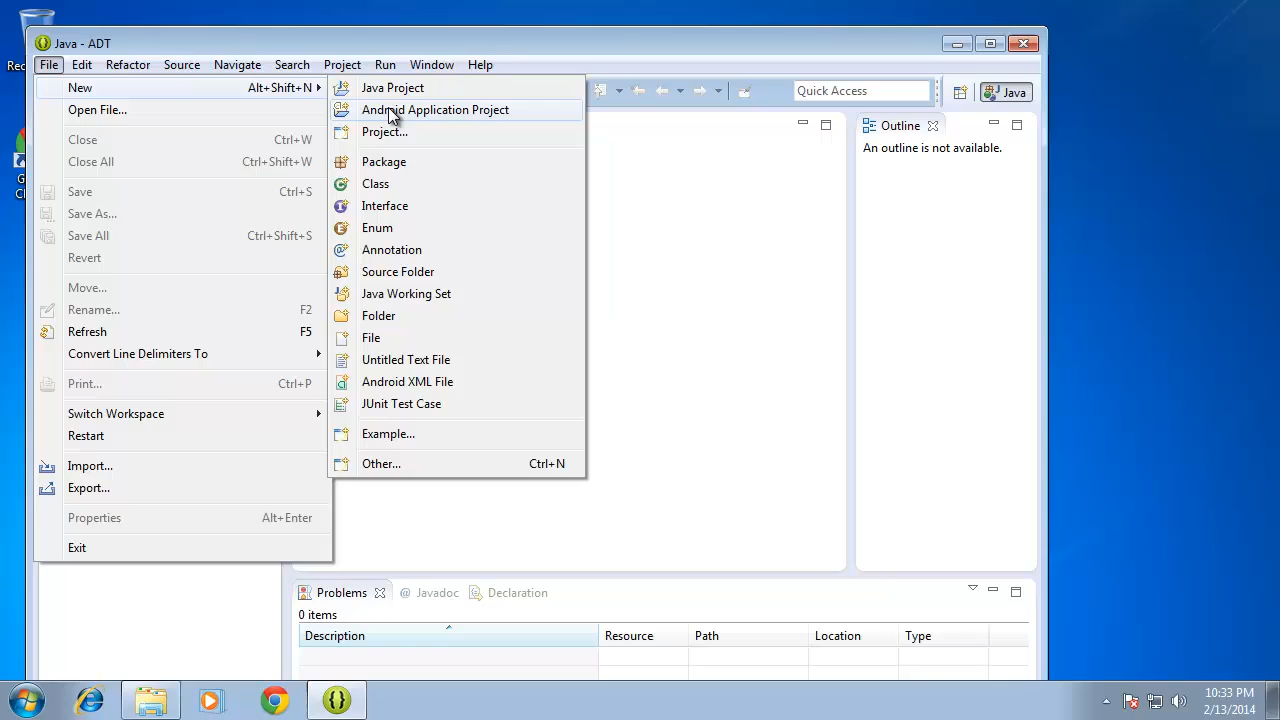 Java - ADT
File Edit Refactor Source Navigate Search Project Run Window Help
New Alt+Shift+N
Open File...
Close Ctrl+W
Close All Ctrl+Shift+W
Save Ctrl+S
Save As...
Save All Ctrl+Shift+S
Revert
Move...
Rename... F2
Refresh F5
Convert Line Delimiters To
Print... Ctrl+P
Switch Workspace
Restart
Import...
Export...
Properties Alt+Enter
Exit
Java Project
Android Application Project
Project...
Package
Class
Interface
Enum
Annotation
Source Folder
Java Working Set
Folder
File
Untitled Text File
Android XML File
JUnit Test Case
Example...
Other... Ctrl+N
Quick Access
Java
Outline
An outline is not available.
Problems @ Javadoc Declaration
0 items
Description Resource Path Location Type
10:33 PM
2/13/2014